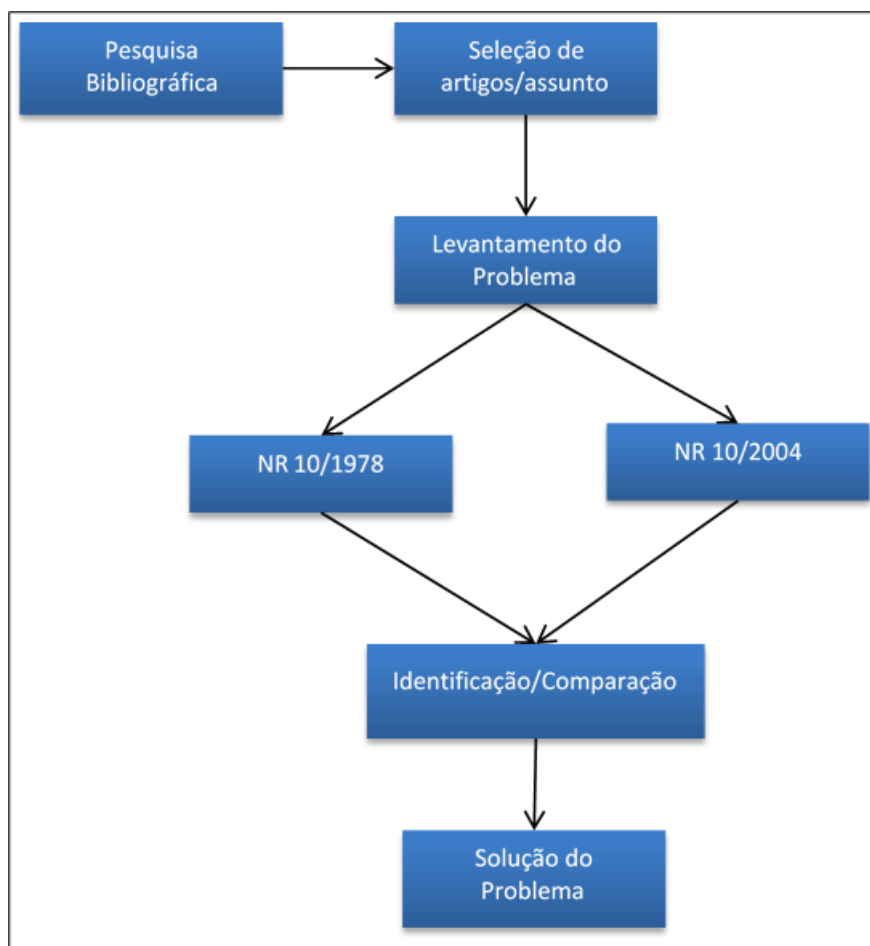 Pesquisa
Bibliográfica
Seleção de
artigos/assunto
Levantamento do
Problema
NR 10/1978
NR 10/2004
Identificação/Comparação
Solução do
Problema